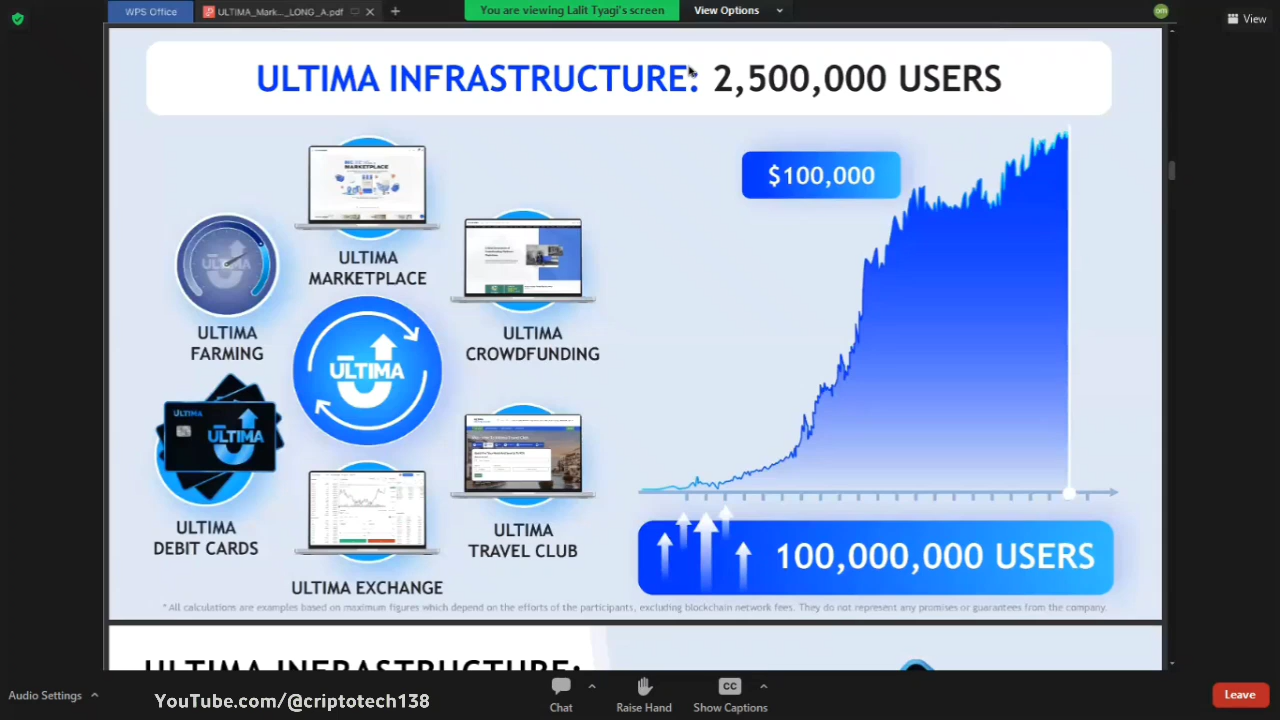 WPS Office
ULTIMA_Mark..._LONG_A.pdf
You are viewing Lalit Tyagi's screen
View Options
om
View
ULTIMA INFRASTRUCTURE: 2,500,000 USERS
MARKETPLACE
ULTIMA
MARKETPLACE
ULTIMA
ULTIMA
FARMING
ULTIMA
CROWDFUNDING
ULTIMA
ULTIMA
ULTIMA
ULTIMA
DEBIT CARDS
ULTIMA EXCHANGE
ULTIMA
TRAVEL CLUB
$100,000
100,000,000 USERS
* All calculations are examples based on maximum figures which depend on the efforts of the participants, excluding blockchain network fees. They do not represent any promises or guarantees from the company.
ULTIMA INFRASTRUCTURE:
Audio Settings
YouTube.com/@criptotech138
Chat
Raise Hand
CC
Show Captions
Leave